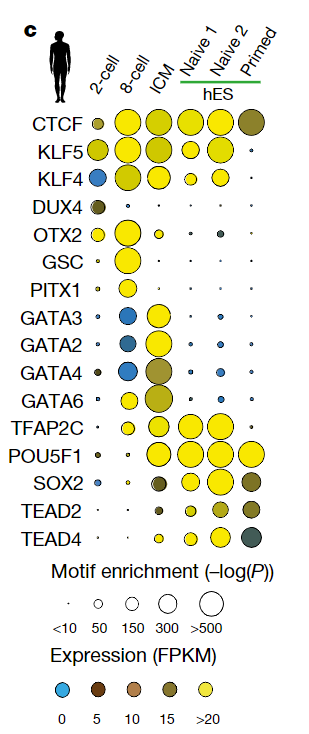 c
2-cell
8-cell
ICM
Naive 1
Naive 2
Primed
hES
CTCF
KLF5
KLF4
DUX4
OTX2
GSC
PITX1
GATA3
GATA2
GATA4
GATA6
TFAP2C
POU5F1
SOX2
TEAD2
TEAD4
Motif enrichment (–log(P))
<10 50 150 300 >500
Expression (FPKM)
0 5 10 15 >20